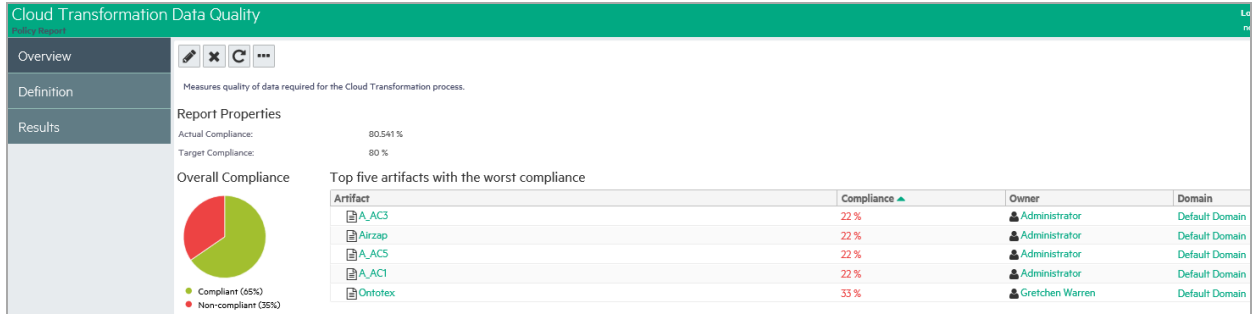 Cloud Transformation Data Quality
Policy Report
Overview
Definition
Results
Measures quality of data required for the Cloud Transformation process.
Report Properties
Actual Compliance: 80.541 %
Target Compliance: 80 %
Overall Compliance
Compliant (65%)
Non-compliant (35%)
Top five artifacts with the worst compliance
Artifact Compliance Owner Domain
A_AC3 22 % Administrator Default Domain
Airzap 22 % Administrator Default Domain
A_AC5 22 % Administrator Default Domain
A_AC1 22 % Administrator Default Domain
Ontotex 33 % Gretchen Warren Default Domain